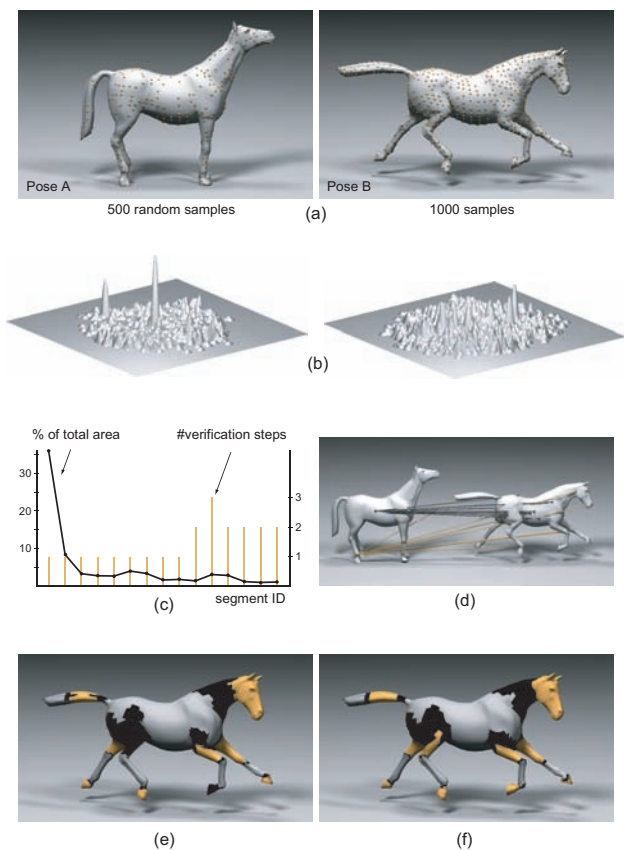 Pose A
Pose B
500 random samples
1000 samples
(a)
(b)
% of total area
#verification steps
30
20
10
3
2
1
(c)
segment ID
(d)
(e)
(f)